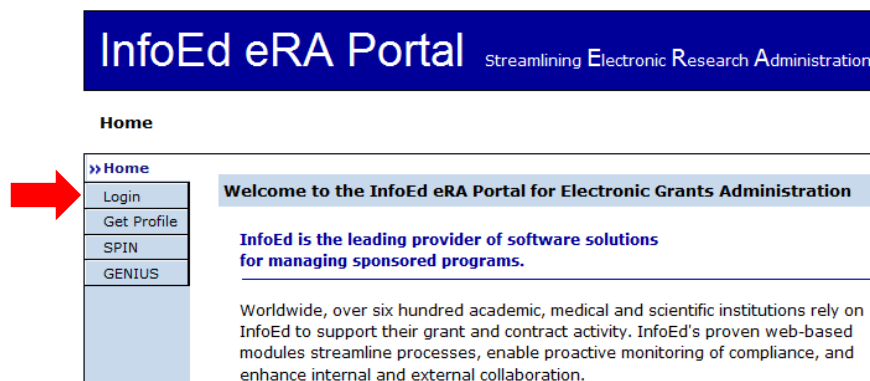 InfoEd eRA Portal Streamlining Electronic Research Administration
Home
»Home
Login
Get Profile
SPIN
GENIUS
Welcome to the InfoEd eRA Portal for Electronic Grants Administration
InfoEd is the leading provider of software solutions
for managing sponsored programs.
Worldwide, over six hundred academic, medical and scientific institutions rely on
InfoEd to support their grant and contract activity. InfoEd's proven web-based
modules streamline processes, enable proactive monitoring of compliance, and
enhance internal and external collaboration.